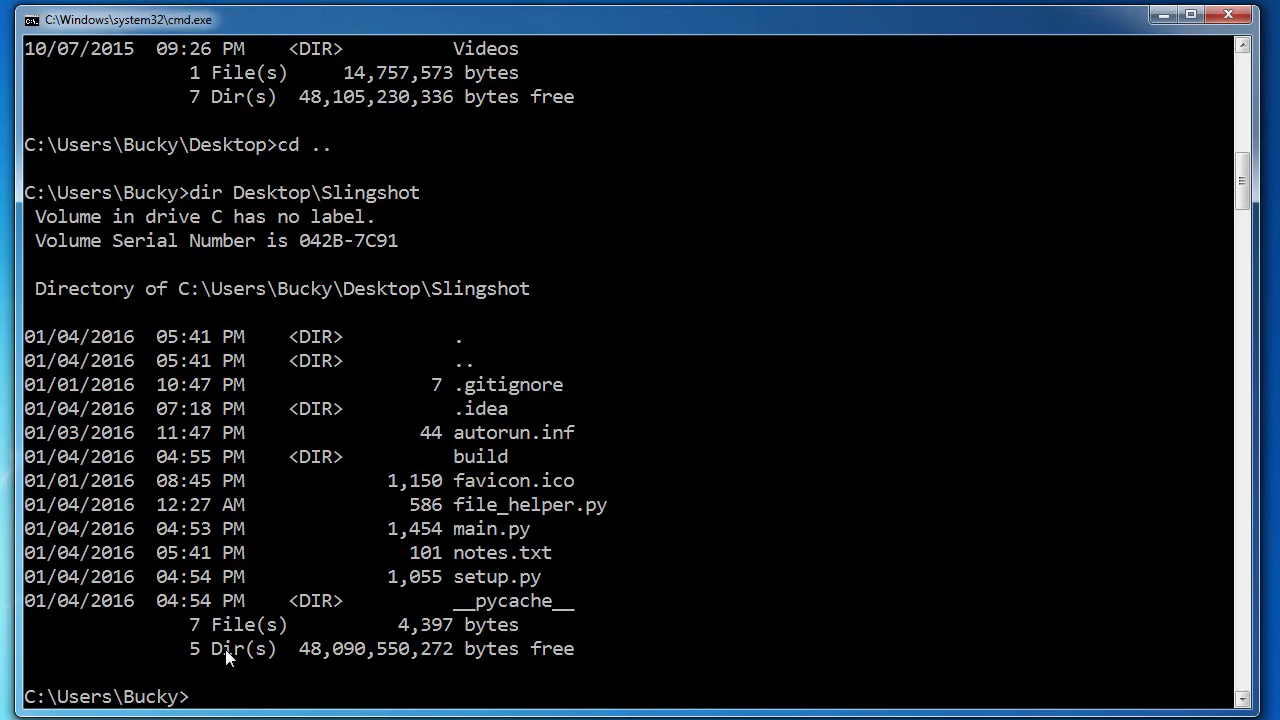 C:\Windows\system32\cmd.exe
10/07/2015  09:26 PM    <DIR>          Videos
               1 File(s)     14,757,573 bytes
               7 Dir(s)  48,105,230,336 bytes free
C:\Users\Bucky\Desktop>cd ..
C:\Users\Bucky>dir Desktop\Slingshot
 Volume in drive C has no label.
 Volume Serial Number is 042B-7C91
 Directory of C:\Users\Bucky\Desktop\Slingshot
01/04/2016  05:41 PM    <DIR>          .
01/04/2016  05:41 PM    <DIR>          ..
01/01/2016  10:47 PM                 7 .gitignore
01/04/2016  07:18 PM    <DIR>          .idea
01/03/2016  11:47 PM                44 autorun.inf
01/04/2016  04:55 PM    <DIR>          build
01/01/2016  08:45 PM             1,150 favicon.ico
01/04/2016  12:27 AM               586 file_helper.py
01/04/2016  04:53 PM             1,454 main.py
01/04/2016  05:41 PM               101 notes.txt
01/04/2016  04:54 PM             1,055 setup.py
01/04/2016  04:54 PM    <DIR>          __pycache__
               7 File(s)          4,397 bytes
               5 Dir(s)  48,090,550,272 bytes free
C:\Users\Bucky>